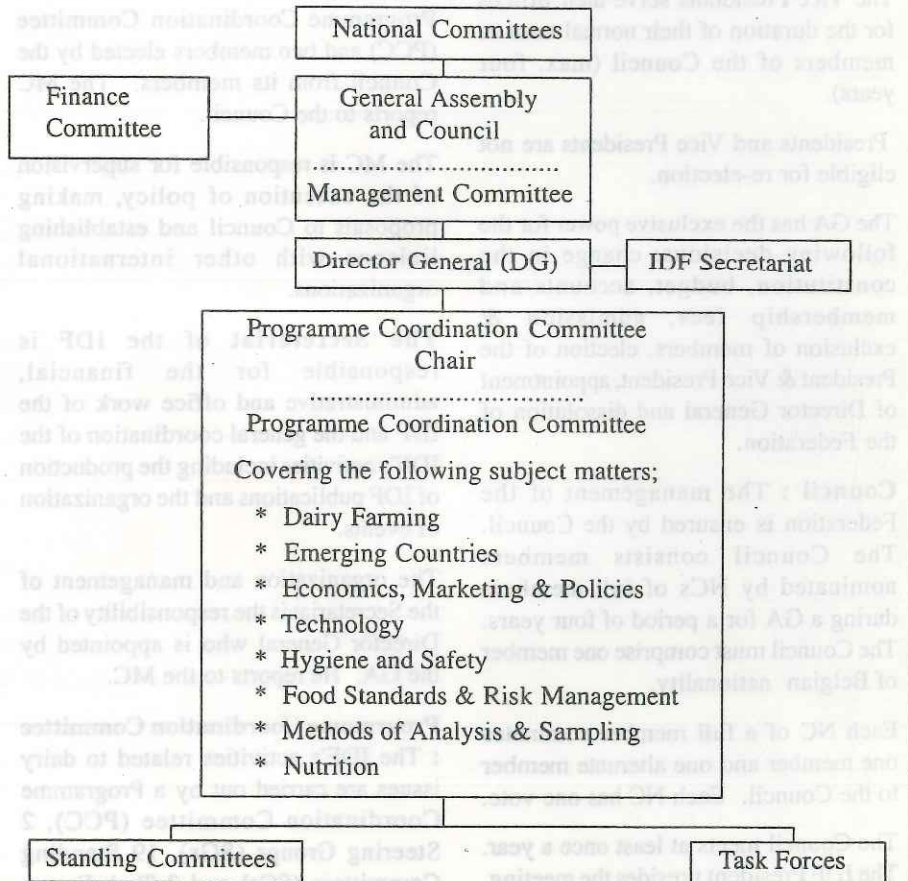 National Committees
Finance
Committee
General Assembly
and Council
..................................
Management Committee
Director General (DG)
IDF Secretariat
Programme Coordination Committee
Chair
.....................................
Programme Coordination Committee
Covering the following subject matters;
* Dairy Farming
* Emerging Countries
* Economics, Marketing & Policies
* Technology
* Hygiene and Safety
* Food Standards & Risk Management
* Methods of Analysis & Sampling
* Nutrition
Standing Committees
Task Forces